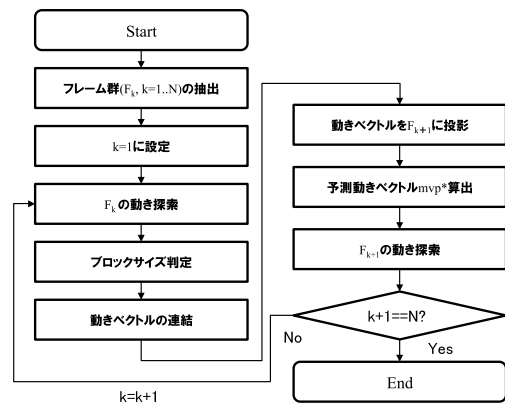 Start
フレーム群(Fk, k=1..N)の抽出
k=1に設定
Fkの動き探索
ブロックサイズ判定
動きベクトルの連結
動きベクトルをFk+1に投影
予測動きベクトルmvp*算出
Fk+1の動き探索
k+1==N?
No
Yes
End
k=k+1